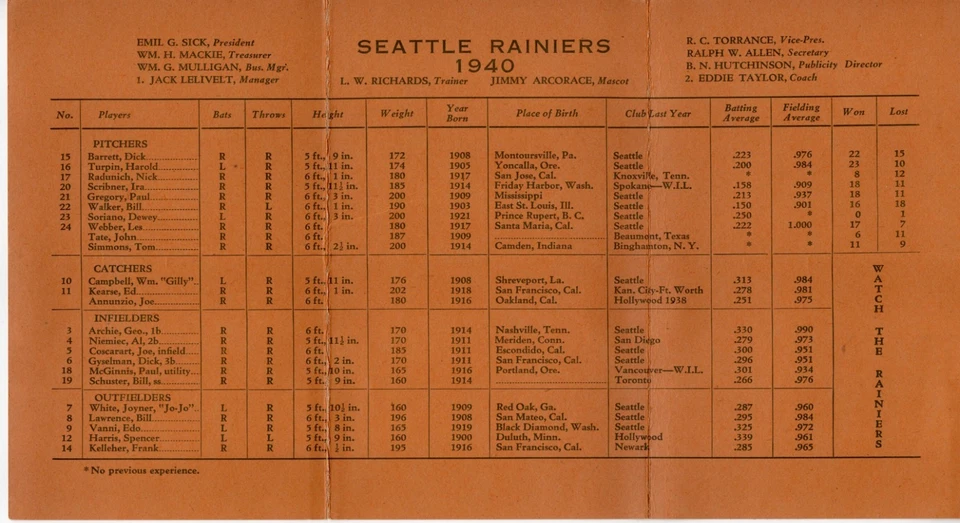 EMIL G. SICK, President
WM. H. MACKIE, Treasurer
WM. G. MULLIGAN, Bus. Mgr.
1. JACK LELIVELT, Manager
SEATTLE RAINIERS
1940
L. W. RICHARDS, Trainer JIMMY ARCORACE, Mascot
R. C. TORRANCE, Vice-Pres.
RALPH W. ALLEN, Secretary
B. N. HUTCHINSON, Publicity Director
2. EDDIE TAYLOR, Coach
No. Players Bats Throws Height Weight Year Born Place of Birth Club Last Year Batting Average Fielding Average Won Lost
PITCHERS
15 Barrett, Dick R R 5 ft., 9 in. 172 1908 Montoursville, Pa. Seattle .223 .976 22 15
16 Turpin, Harold L R 5 ft., 11 in. 174 1905 Yoncalla, Ore. Seattle .200 .984 23 10
17 Radunich, Nick R R 6 ft., 1 in. 180 1917 San Jose, Cal. Knoxville, Tenn. * * 8 12
20 Scribner, Ira R R 5 ft., 11½ in. 185 1914 Friday Harbor, Wash. Spokane—W.I.L. .158 .909 18 11
21 Gregory, Paul R R 6 ft., 3 in. 200 1909 Mississippi Seattle .213 .937 18 11
22 Walker, Bill R L 6 ft., 1 in. 190 1903 East St. Louis, Ill. Seattle .150 .901 16 18
23 Soriano, Dewey L R 6 ft., 3 in. 200 1921 Prince Rupert, B. C. Seattle .250 * 0 1
24 Webber, Les R R 6 ft. 180 1917 Santa Maria, Cal. Seattle .222 1.000 17 7
Tate, John R R 6 ft. 187 1909 Beaumont, Texas * * 6 11
Simmons, Tom R R 6 ft., 2½ in. 200 1914 Camden, Indiana Binghamton, N. Y. * * 11 9
CATCHERS
10 Campbell, Wm. "Gilly" L R 5 ft., 11 in. 176 1908 Shreveport, La. Seattle .313 .984
11 Kearse, Ed R R 6 ft., 1 in. 202 1918 San Francisco, Cal. Kan. City-Ft. Worth .278 .981
Annunzio, Joe R R 6 ft. 180 1916 Oakland, Cal. Hollywood 1938 .251 .975
INFIELDERS
3 Archie, Geo., 1b R R 6 ft. 170 1914 Nashville, Tenn. Seattle .330 .990
4 Niemiec, Al, 2b R R 5 ft., 11½ in. 170 1911 Meriden, Conn. San Diego .279 .973
5 Coscarart, Joe, infield R R 6 ft. 185 1911 Escondido, Cal. Seattle .300 .951
6 Gyselman, Dick, 3b R R 6 ft., 2 in. 170 1911 San Francisco, Cal. Seattle .296 .951
18 McGinnis, Paul, utility R R 5 ft., 10 in. 165 1916 Portland, Ore. Vancouver—W.I.L. .301 .934
19 Schuster, Bill, ss R R 5 ft., 9 in. 160 1914 Toronto .266 .976
OUTFIELDERS
7 White, Joyner, "Jo-Jo" L R 5 ft., 10½ in. 160 1909 Red Oak, Ga. Seattle .287 .960
8 Lawrence, Bill R R 6 ft., 3 in. 196 1908 San Mateo, Cal. Seattle .295 .984
9 Vanni, Edo L R 5 ft., 8 in. 165 1919 Black Diamond, Wash. Seattle .325 .972
12 Harris, Spencer L L 5 ft., 9 in. 160 1900 Duluth, Minn. Hollywood .339 .961
14 Kelleher, Frank R R 6 ft., ½ in. 195 1916 San Francisco, Cal. Newark .285 .965
WATCH THE RAINIERS
*No previous experience.